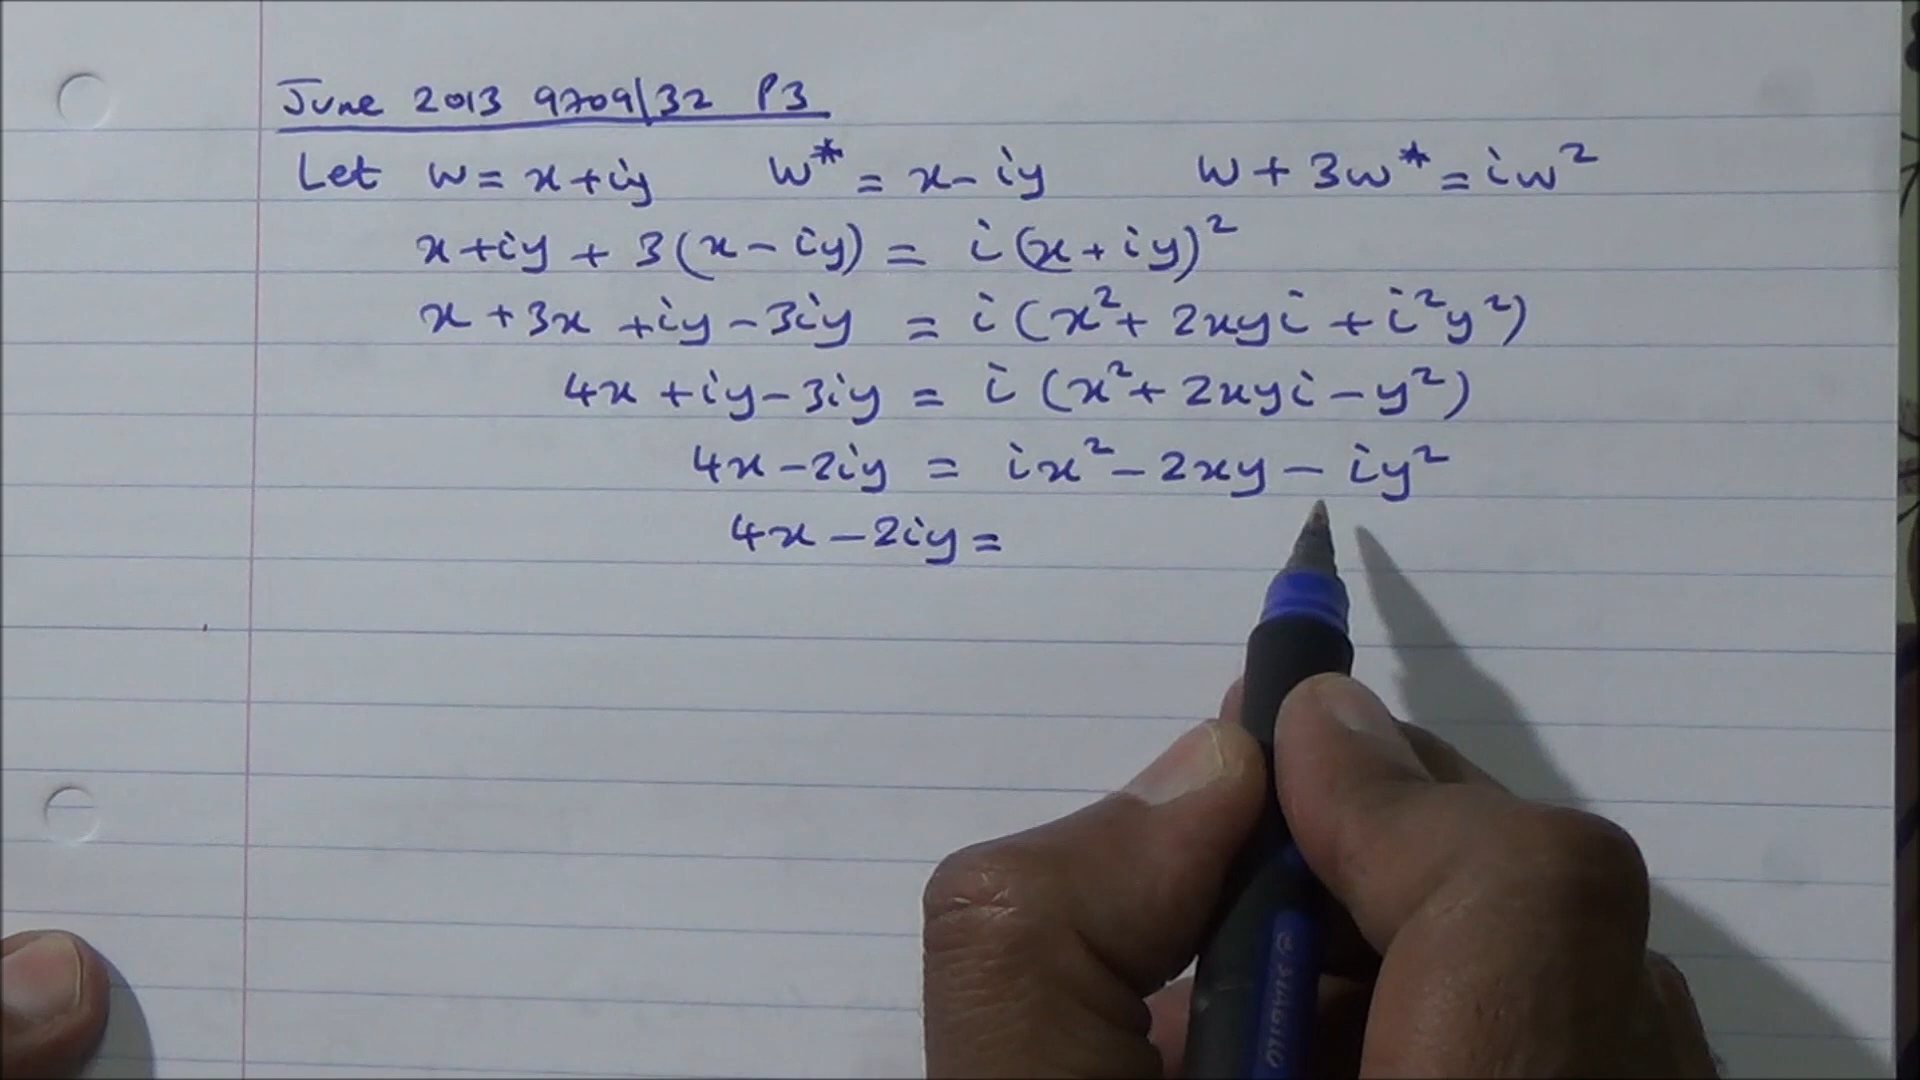 June 2013 9709/32 P3
Let w = x+iy w* = x-iy w + 3w* = iw²
x+iy + 3(x-iy) = i(x+iy)²
x+3x +iy-3iy = i(x²+2xyi+i²y²)
4x+iy-3iy = i(x²+2xyi-y²)
4x-2iy = ix²-2xy-iy²
4x-2iy=
STABILO